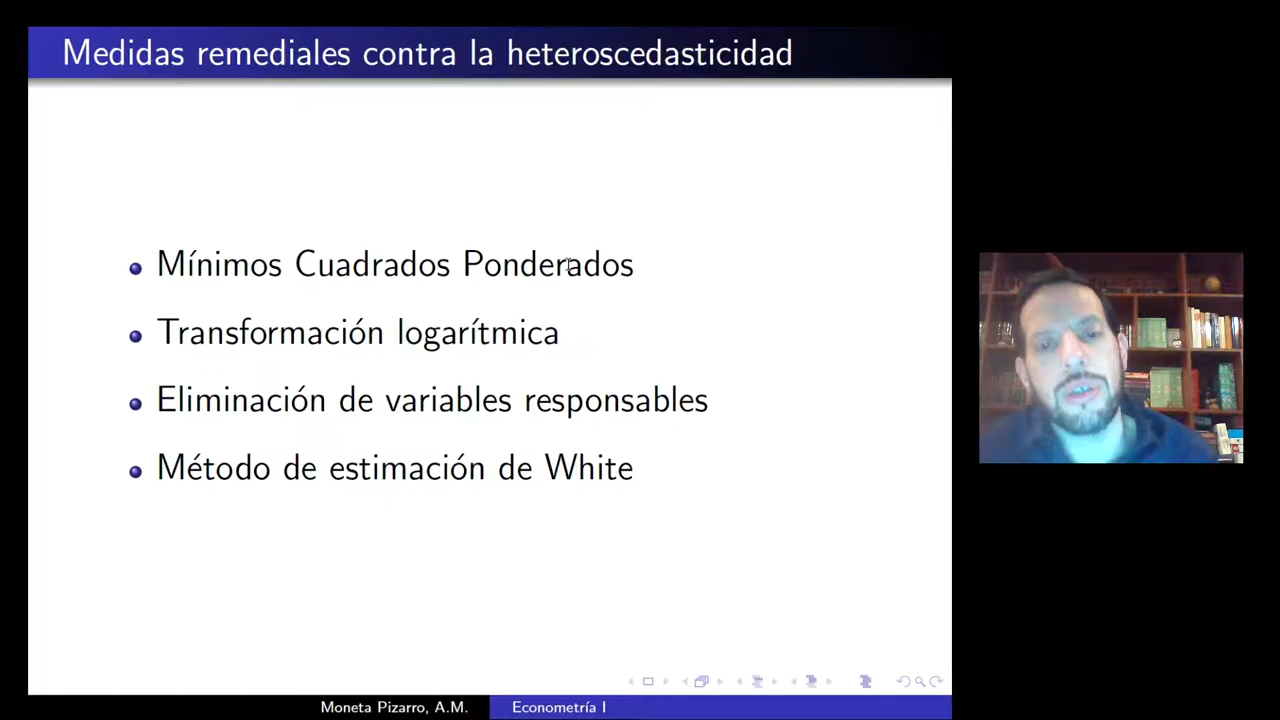 Medidas remediales contra la heteroscedasticidad
Mínimos Cuadrados Ponderados
Transformación logarítmica
Eliminación de variables responsables
Método de estimación de White
Moneta Pizarro, A.M.
Econometría I